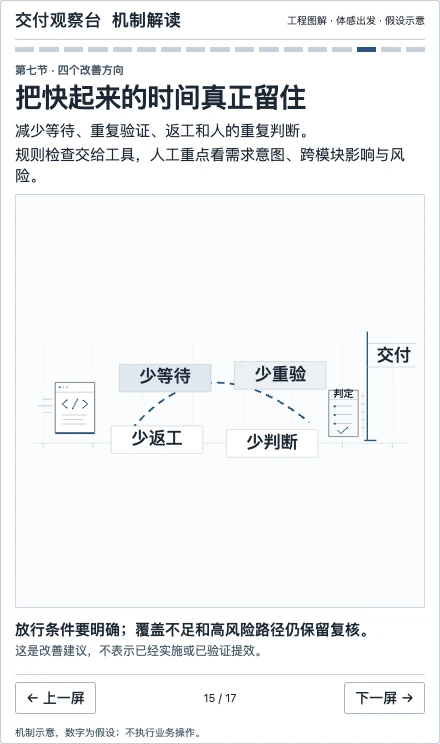 交付观察台 机制解读
工程图解 · 体感出发 · 假设示意
第七节 · 四个改善方向
把快起来的时间真正留住
减少等待、重复验证、返工和人的重复判断。
规则检查交给工具，人工重点看需求意图、跨模块影响与风
险。
少等待
少重验
交付
判定
</>
少返工
少判断
放行条件要明确；覆盖不足和高风险路径仍保留复核。
这是改善建议，不表示已经实施或已验证提效。
← 上一屏
15 / 17
下一屏 →
机制示意，数字为假设；不执行业务操作。